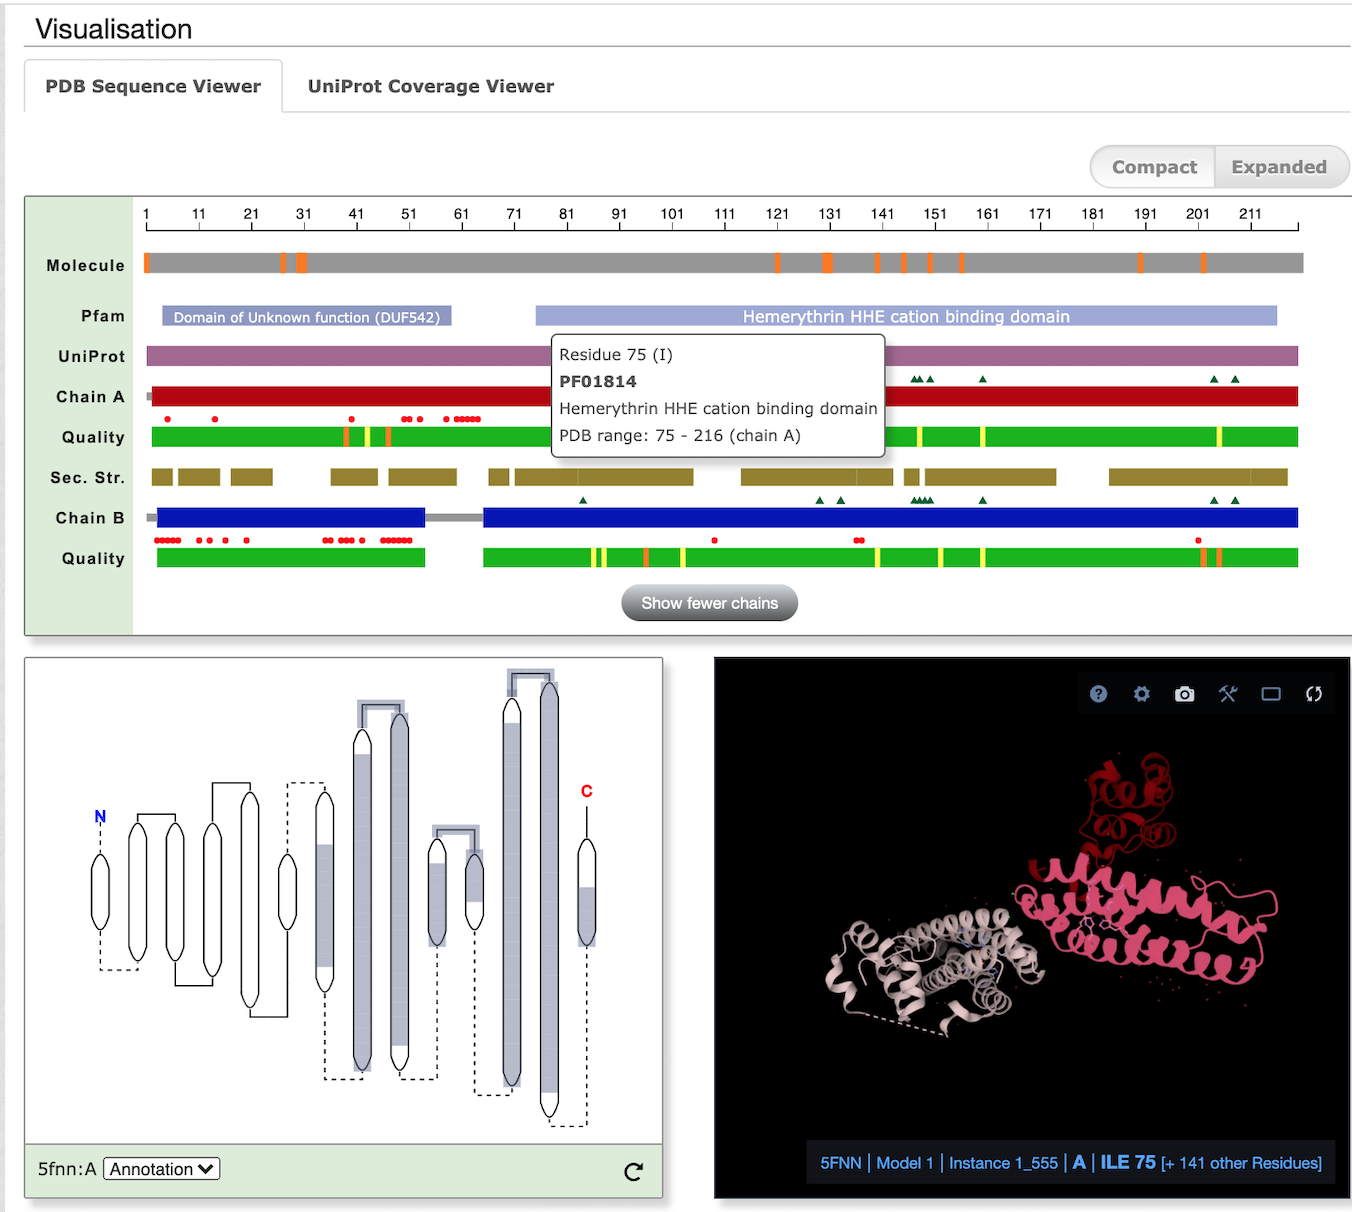 Visualisation
PDB Sequence Viewer
UniProt Coverage Viewer
Compact
Expanded
1 11 21 31 41 51 61 71 81 91 101 111 121 131 141 151 161 171 181 191 201 211
Molecule
Pfam
Domain of Unknown function (DUF542)
Hemerythrin HHE cation binding domain
UniProt
Residue 75 (I)
PF01814
Hemerythrin HHE cation binding domain
PDB range: 75 - 216 (chain A)
Chain A
Quality
Sec. Str.
Chain B
Quality
Show fewer chains
N
C
5fnn:A
Annotation
?
5FNN | Model 1 | Instance 1_555 | A | ILE 75 [+ 141 other Residues]